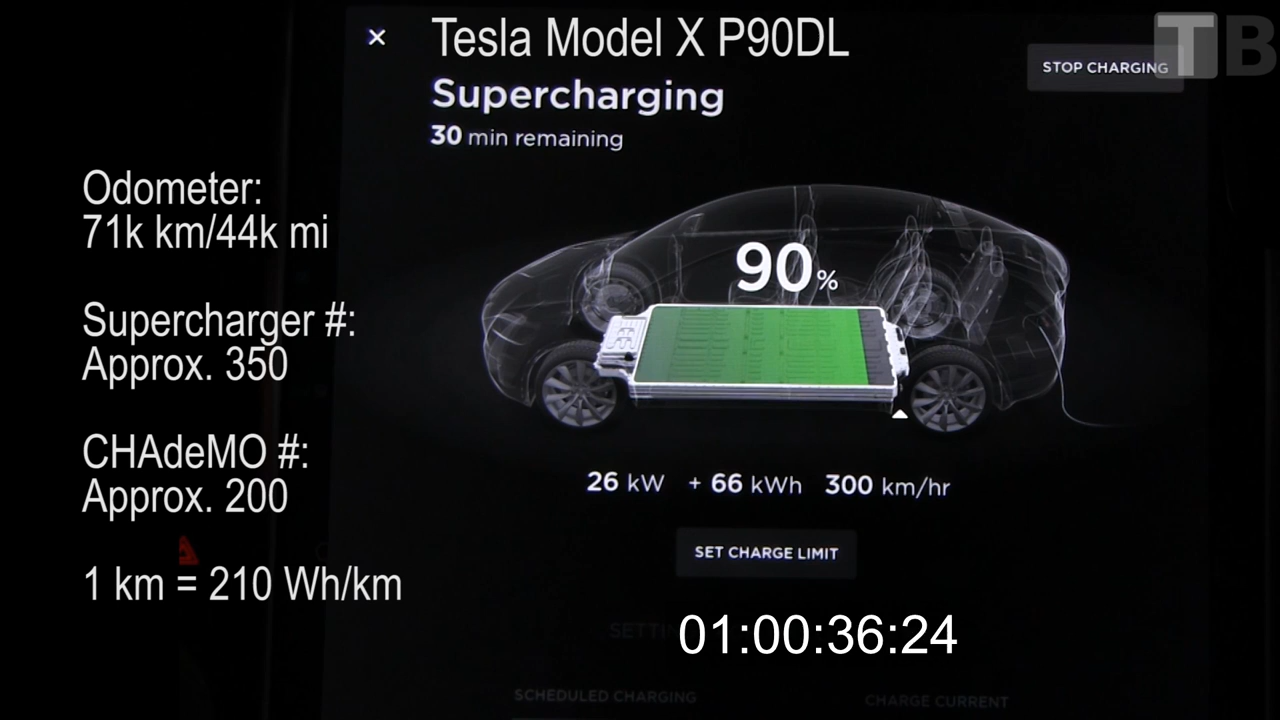 Tesla Model X P90DL
TB
×
STOP CHARGING
Supercharging
30 min remaining
Odometer:
71k km/44k mi
90%
Supercharger #:
Approx. 350
CHAdeMO #:
Approx. 200
26 kW + 66 kWh 300 km/hr
SET CHARGE LIMIT
1 km = 210 Wh/km
01:00:36:24
SCHEDULED CHARGING
CHARGE CURRENT